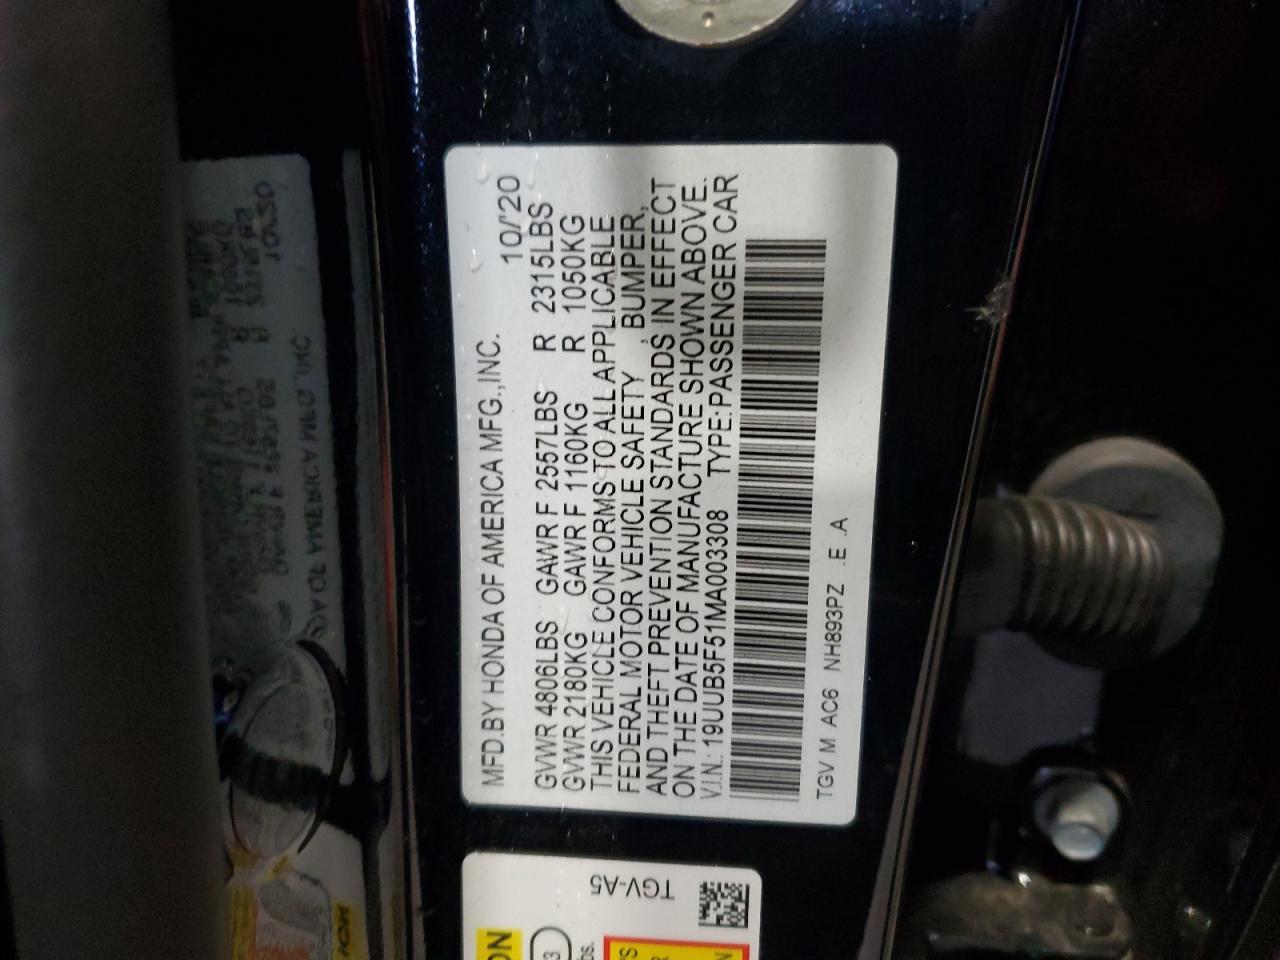 MFD.BY HONDA OF AMERICA MFG.,INC. 10/'20
GVWR 4806LBS GAWR F 2557LBS R 2315LBS
GVWR 2180KG GAWR F 1160KG R 1050KG
THIS VEHICLE CONFORMS TO ALL APPLICABLE
FEDERAL MOTOR VEHICLE SAFETY , BUMPER,
AND THEFT PREVENTION STANDARDS IN EFFECT
ON THE DATE OF MANUFACTURE SHOWN ABOVE.
V.I.N.: 19UUB5F51MA003308 TYPE:PASSENGER CAR
TGV M AC6 NH893PZ .E .A
TGV-A5